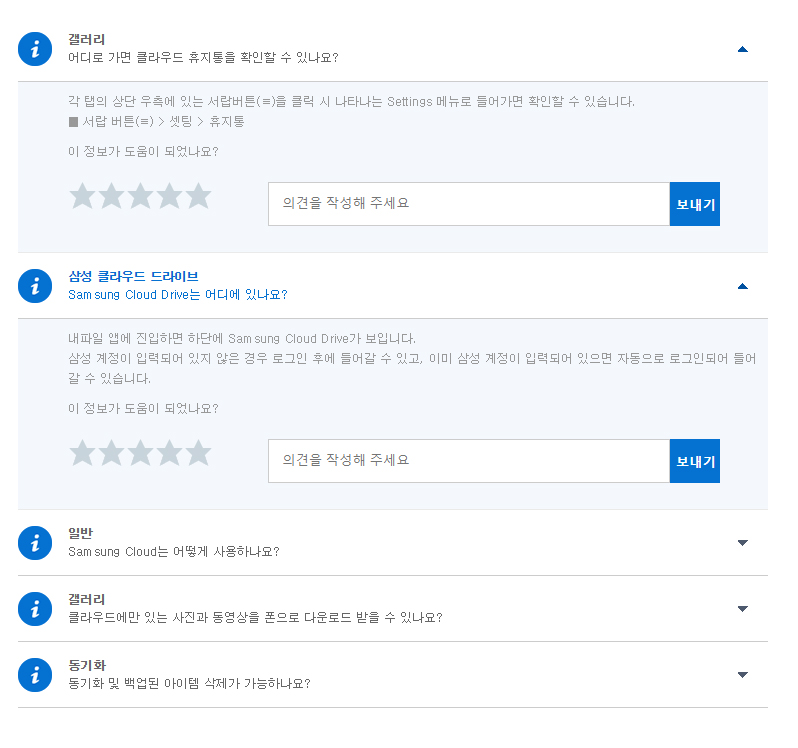 갤러리
어디로 가면 클라우드 휴지통을 확인할 수 있나요?
각 탭의 상단 우측에 있는 서랍버튼(≡)을 클릭 시 나타나는 Settings 메뉴로 들어가면 확인할 수 있습니다.
■ 서랍 버튼(≡) > 셋팅 > 휴지통
이 정보가 도움이 되었나요?
의견을 작성해 주세요
보내기
삼성 클라우드 드라이브
Samsung Cloud Drive는 어디에 있나요?
내파일 앱에 진입하면 하단에 Samsung Cloud Drive가 보입니다.
삼성 계정이 입력되어 있지 않은 경우 로그인 후에 들어갈 수 있고, 이미 삼성 계정이 입력되어 있으면 자동으로 로그인되어 들어
갈 수 있습니다.
이 정보가 도움이 되었나요?
의견을 작성해 주세요
보내기
일반
Samsung Cloud는 어떻게 사용하나요?
갤러리
클라우드에만 있는 사진과 동영상을 폰으로 다운로드 받을 수 있나요?
동기화
동기화 및 백업된 아이템 삭제가 가능하나요?